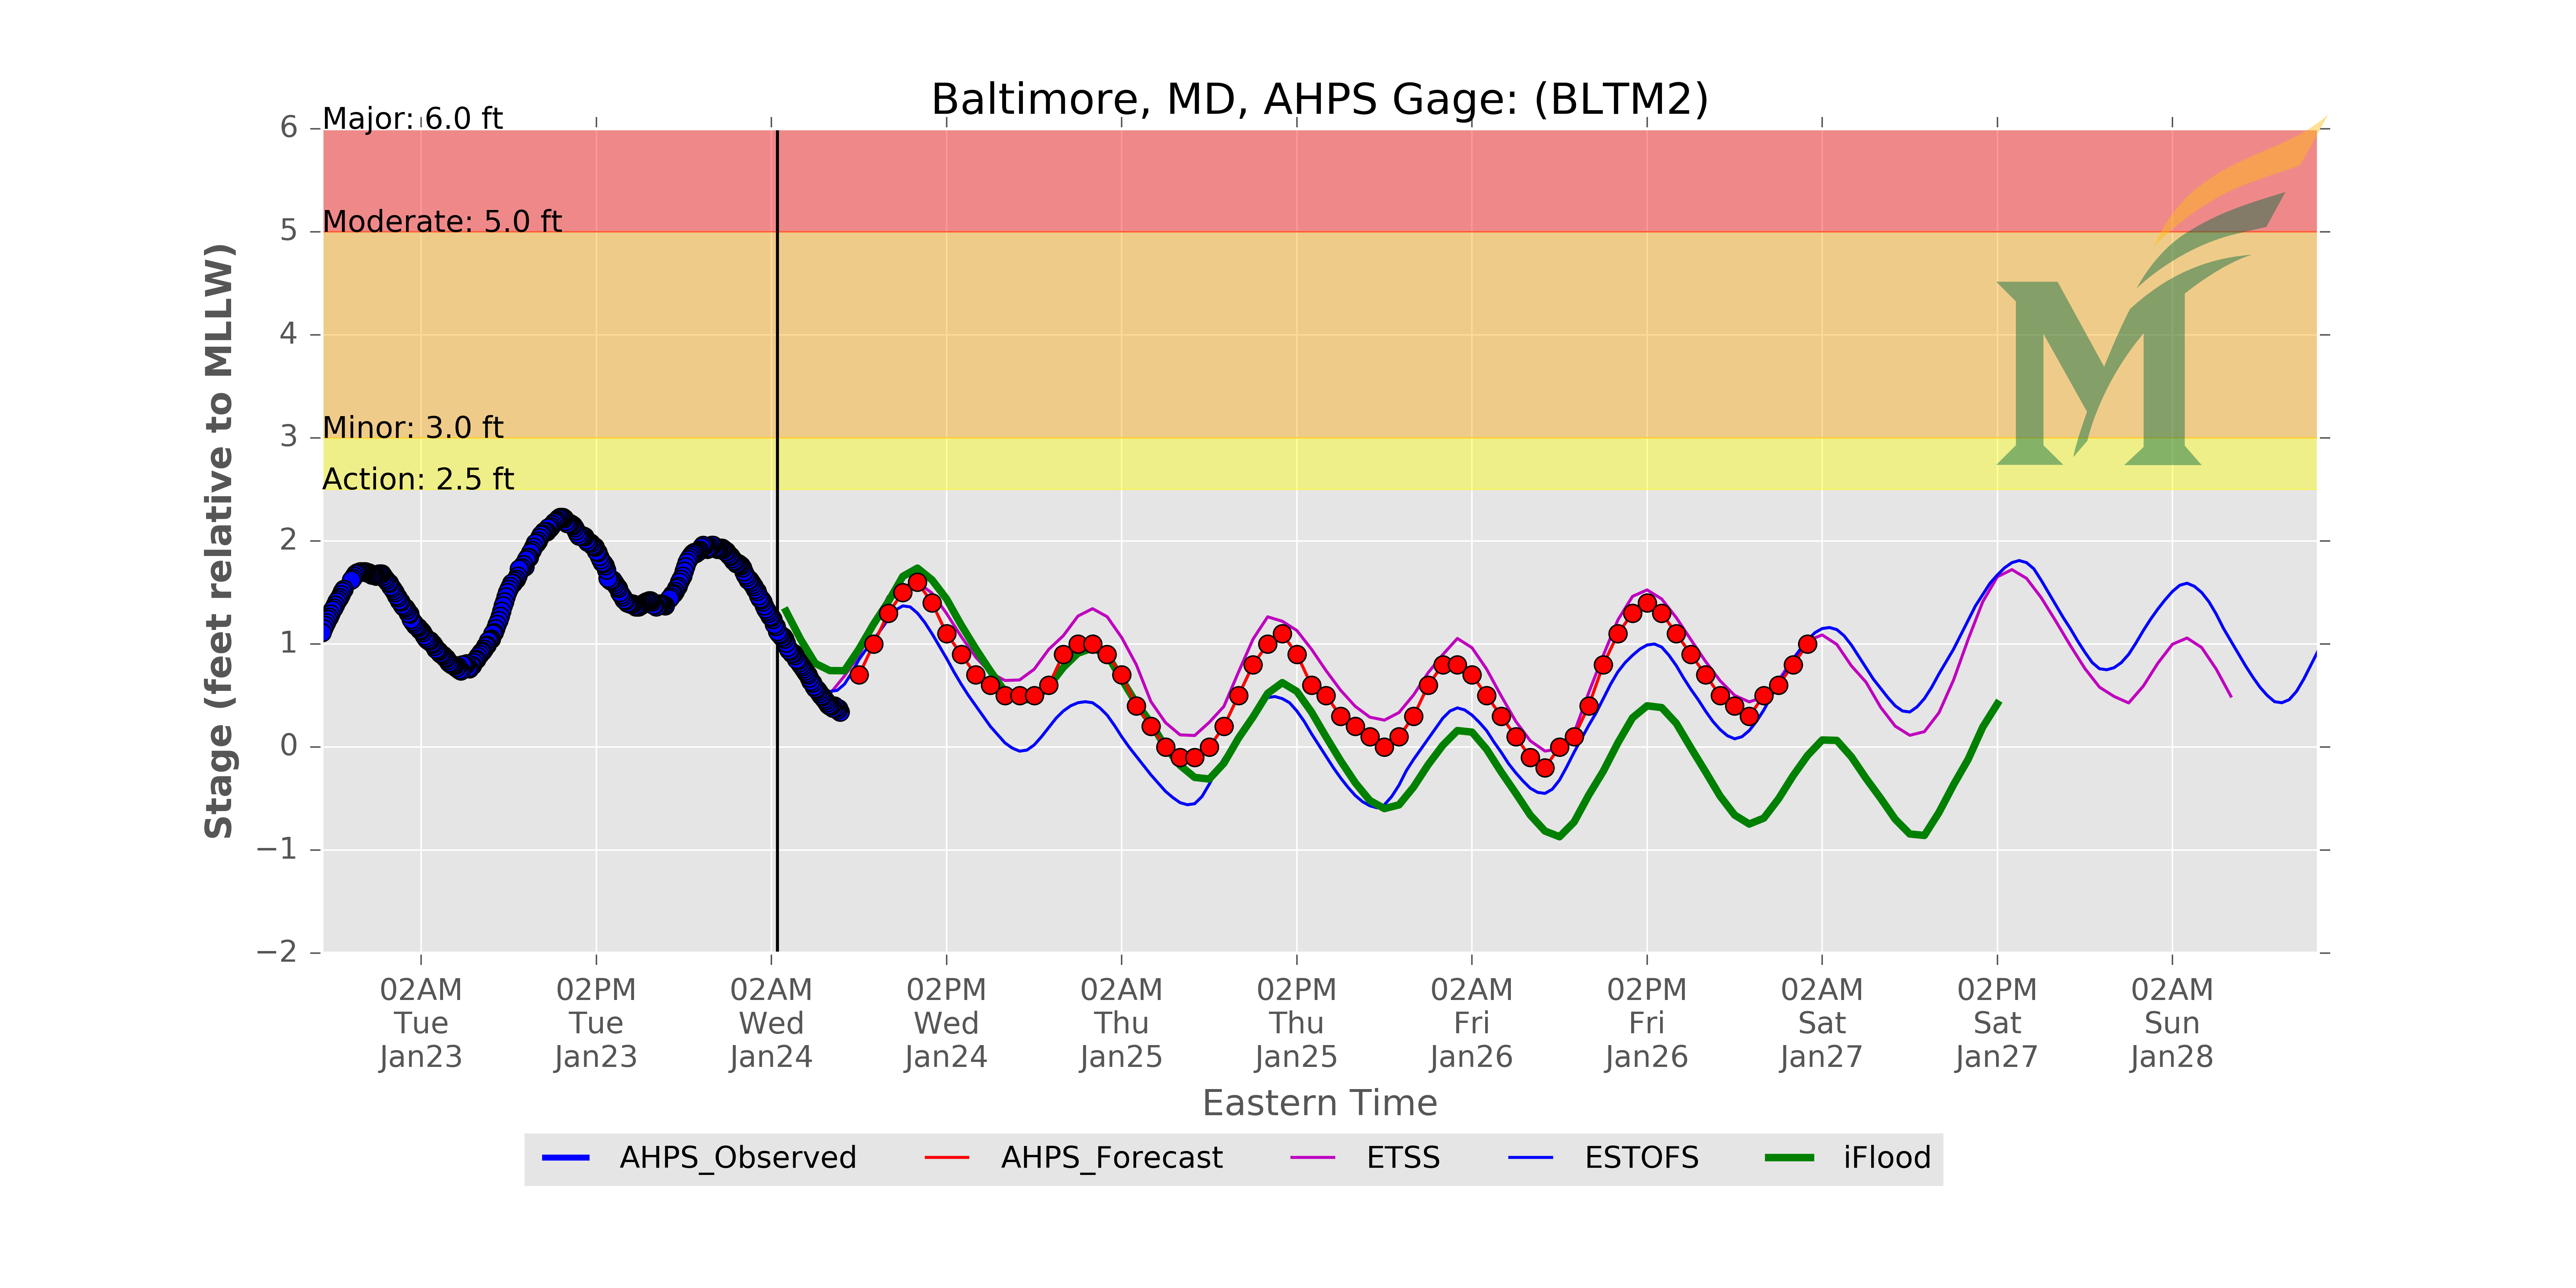 Baltimore, MD, AHPS Gage: (BLTM2)
Major: 6.0 ft
Moderate: 5.0 ft
Minor: 3.0 ft
Action: 2.5 ft
6
5
4
3
2
1
0
−1
−2
Stage (feet relative to MLLW)
02AM 02PM 02AM 02PM 02AM 02PM 02AM 02PM 02AM 02PM 02AM
Tue Tue Wed Wed Thu Thu Fri Fri Sat Sat Sun
Jan23 Jan23 Jan24 Jan24 Jan25 Jan25 Jan26 Jan26 Jan27 Jan27 Jan28
Eastern Time
AHPS_Observed AHPS_Forecast ETSS ESTOFS iFlood
M